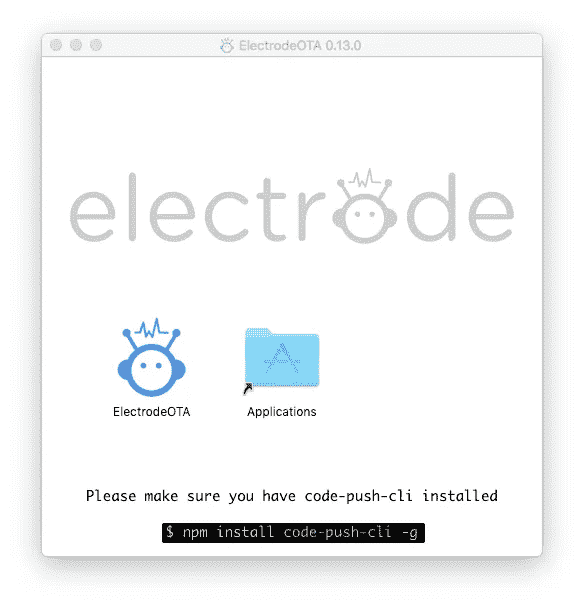 ElectrodeOTA 0.13.0
electrode
ElectrodeOTA
Applications
Please make sure you have code-push-cli installed
$ npm install code-push-cli -g